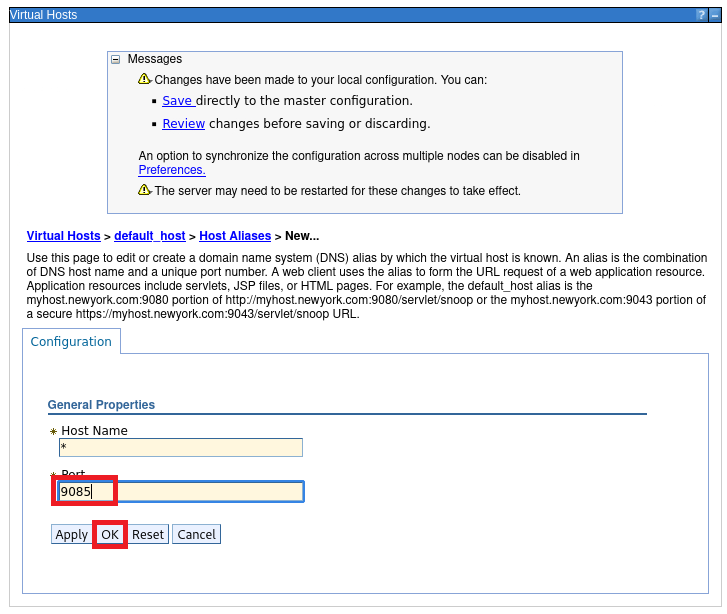 Virtual Hosts ? –
Messages
Changes have been made to your local configuration. You can:
Save directly to the master configuration.
Review changes before saving or discarding.
An option to synchronize the configuration across multiple nodes can be disabled in
Preferences.
The server may need to be restarted for these changes to take effect.
Virtual Hosts > default_host > Host Aliases > New...
Use this page to edit or create a domain name system (DNS) alias by which the virtual host is known. An alias is the combination
of DNS host name and a unique port number. A web client uses the alias to form the URL request of a web application resource.
Application resources include servlets, JSP files, or HTML pages. For example, the default_host alias is the
myhost.newyork.com:9080 portion of http://myhost.newyork.com:9080/servlet/snoop or the myhost.newyork.com:9043 portion of
a secure https://myhost.newyork.com:9043/servlet/snoop URL.
Configuration
General Properties
* Host Name
*
* Port
9085
Apply OK Reset Cancel